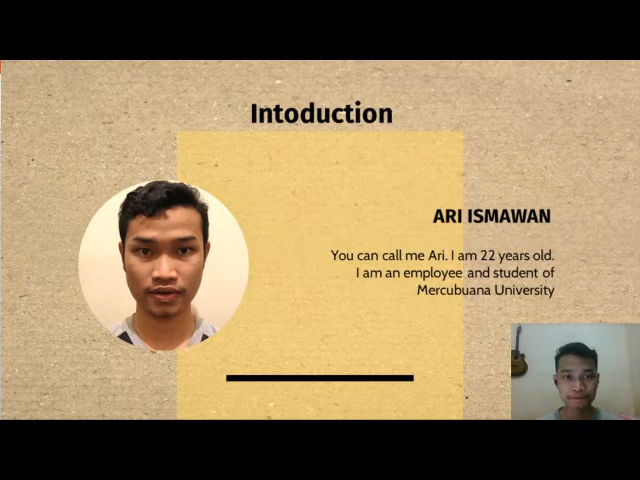 Intoduction
ARI ISMAWAN
You can call me Ari. I am 22 years old.
I am an employee and student of
Mercubuana University